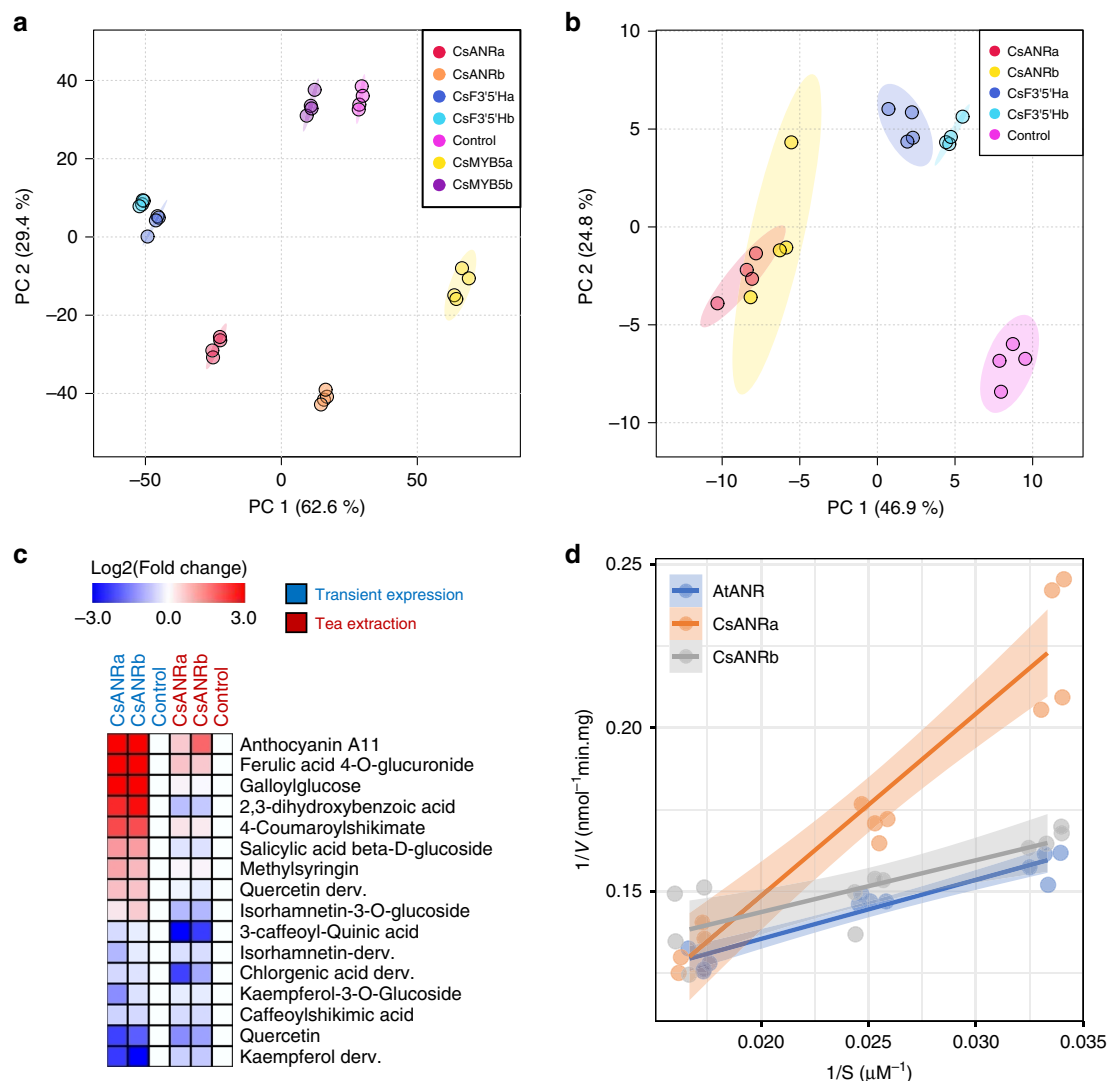 a
CsANRa
CsANRb
CsF3'5'Ha
CsF3'5'Hb
Control
CsMYB5a
CsMYB5b
40
20
0
−20
−40
PC 2 (29.4 %)
−50
0
50
PC 1 (62.6 %)
b
CsANRa
CsANRb
CsF3'5'Ha
CsF3'5'Hb
Control
10
5
0
−5
−10
PC 2 (24.8 %)
−10
−5
0
5
10
PC 1 (46.9 %)
c
Log2(Fold change)
−3.0
0.0
3.0
Transient expression
Tea extraction
CsANRa
CsANRb
Control
CsANRa
CsANRb
Control
Anthocyanin A11
Ferulic acid 4-O-glucuronide
Galloylglucose
2,3-dihydroxybenzoic acid
4-Coumaroylshikimate
Salicylic acid beta-D-glucoside
Methylsyringin
Quercetin derv.
Isorhamnetin-3-O-glucoside
3-caffeoyl-Quinic acid
Isorhamnetin-derv.
Chlorgenic acid derv.
Kaempferol-3-O-Glucoside
Caffeoylshikimic acid
Quercetin
Kaempferol derv.
d
AtANR
CsANRa
CsANRb
0.25
0.20
0.15
1/V (nmol⁻¹min.mg)
0.020
0.025
0.030
0.035
1/S (μM⁻¹)